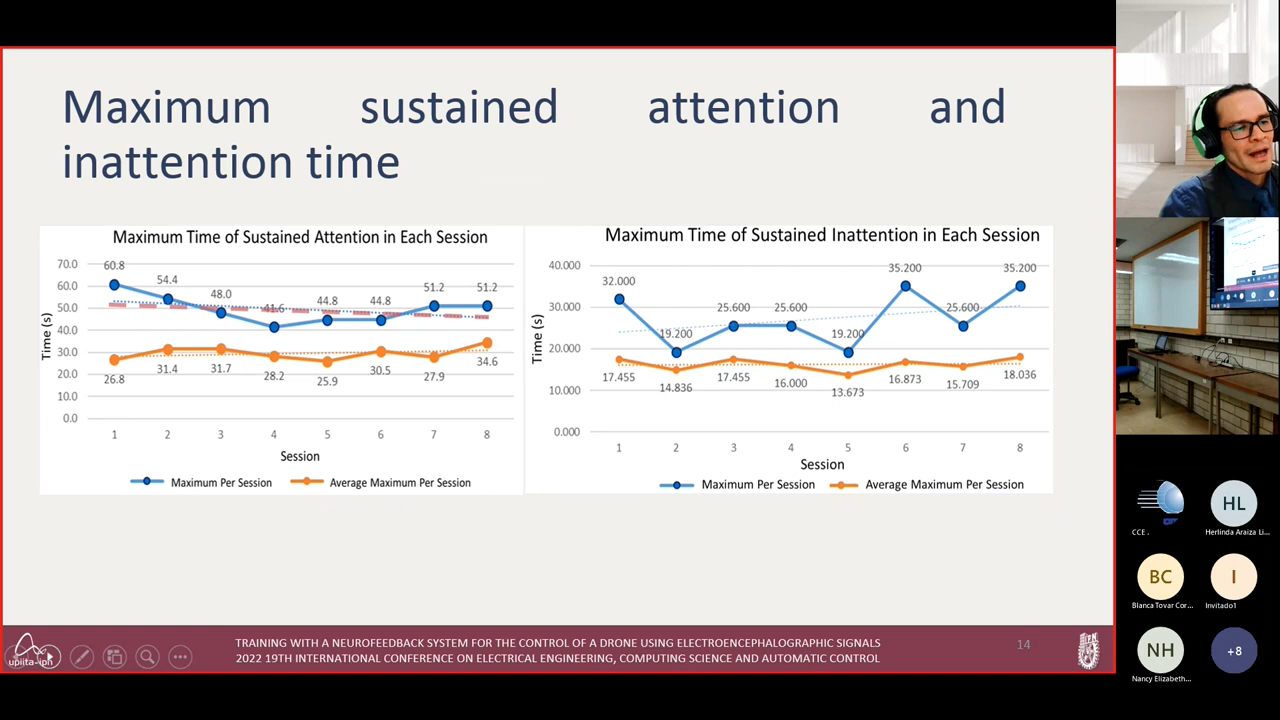 Maximum sustained attention and
inattention time
Maximum Time of Sustained Attention in Each Session
70.0
60.0
50.0
40.0
30.0
20.0
10.0
0.0
Time (s)
60.8
54.4
48.0
41.6
44.8
44.8
51.2
51.2
26.8
31.4
31.7
28.2
25.9
30.5
27.9
34.6
1 2 3 4 5 6 7 8
Session
Maximum Per Session
Average Maximum Per Session
Maximum Time of Sustained Inattention in Each Session
40.000
30.000
20.000
10.000
0.000
Time (s)
32.000
19.200
25.600
25.600
19.200
35.200
25.600
35.200
17.455
14.836
17.455
16.000
13.673
16.873
15.709
18.036
1 2 3 4 5 6 7 8
Session
Maximum Per Session
Average Maximum Per Session
upiita-ipn
TRAINING WITH A NEUROFEEDBACK SYSTEM FOR THE CONTROL OF A DRONE USING ELECTROENCEPHALOGRAPHIC SIGNALS
2022 19TH INTERNATIONAL CONFERENCE ON ELECTRICAL ENGINEERING, COMPUTING SCIENCE AND AUTOMATIC CONTROL
14
CCE .
HL
Herlinda Araiza Li...
BC
Blanca Tovar Cor...
I
Invitado1
NH
Nancy Elizabeth...
+8